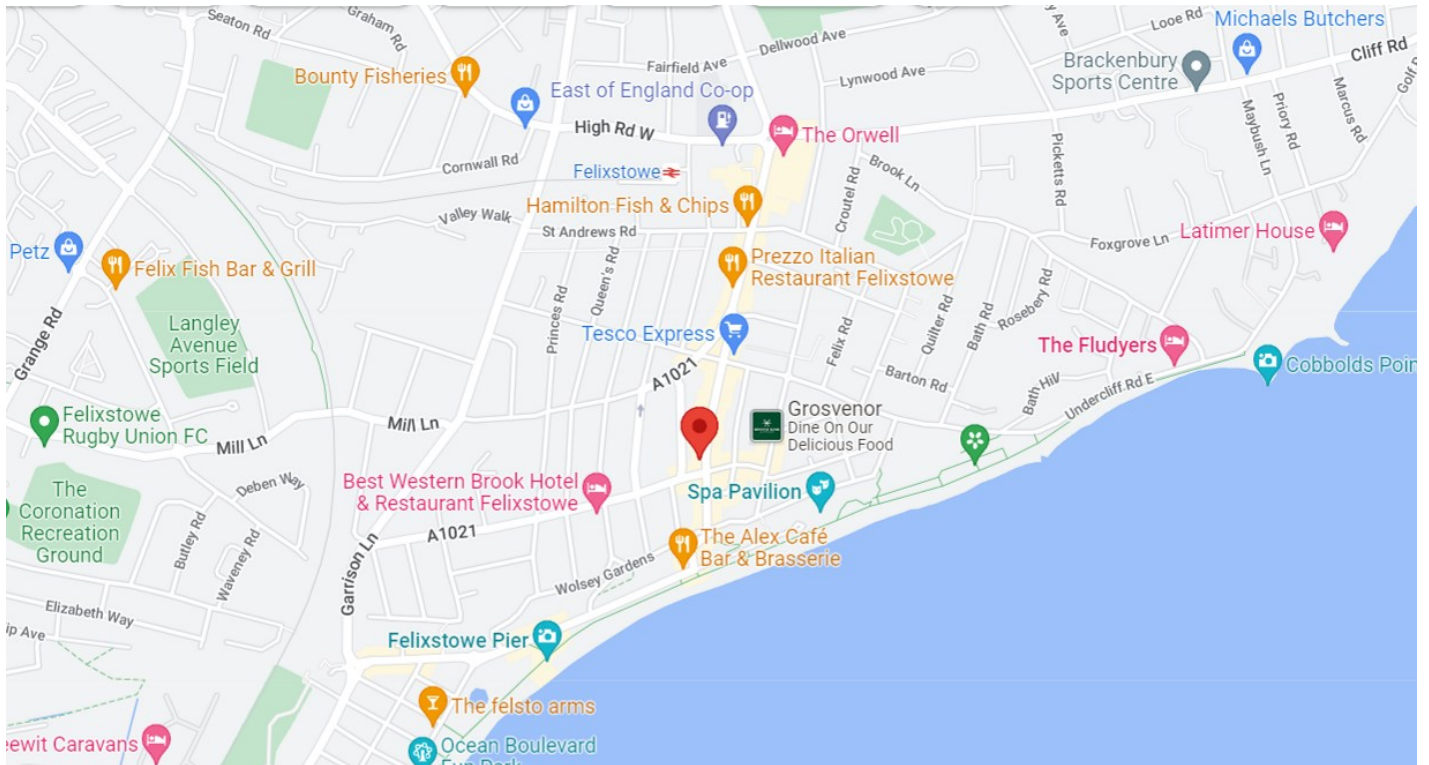 Seaton Rd
Graham Rd
Dellwood Ave
Looe Rd
Michaels Butchers
Cliff Rd
Bounty Fisheries
Fairfield Ave
Brackenbury
Sports Centre
Lynwood Ave
East of England Co-op
High Rd W
The Orwell
Cornwall Rd
Felixstowe
Brook Ln
Picketts Rd
Maybush Ln
Priory Rd
Marcus Rd
Hamilton Fish & Chips
Croutel Rd
Valley Walk
St Andrews Rd
Foxgrove Ln
Latimer House
Petz
Felix Fish Bar & Grill
Queen's Rd
Prezzo Italian
Restaurant Felixstowe
Grange Rd
Langley
Avenue
Sports Field
Princes Rd
Tesco Express
Felix Rd
Quilter Rd
Bath Rd
Rosebery Rd
The Fludyers
Cobbolds Poin
A1021
Barton Rd
Bath Hil
Undercliff Rd E
Felixstowe
Rugby Union FC
Mill Ln
Mill Ln
Grosvenor
Dine On Our
Delicious Food
Deben Way
Best Western Brook Hotel
& Restaurant Felixstowe
Spa Pavilion
The
Coronation
Recreation
Ground
Butley Rd
Waveney Rd
Garrison Ln
A1021
The Alex Café
Bar & Brasserie
Wolsey Gardens
Elizabeth Way
ip Ave
Felixstowe Pier
The felsto arms
eewit Caravans
Ocean Boulevard